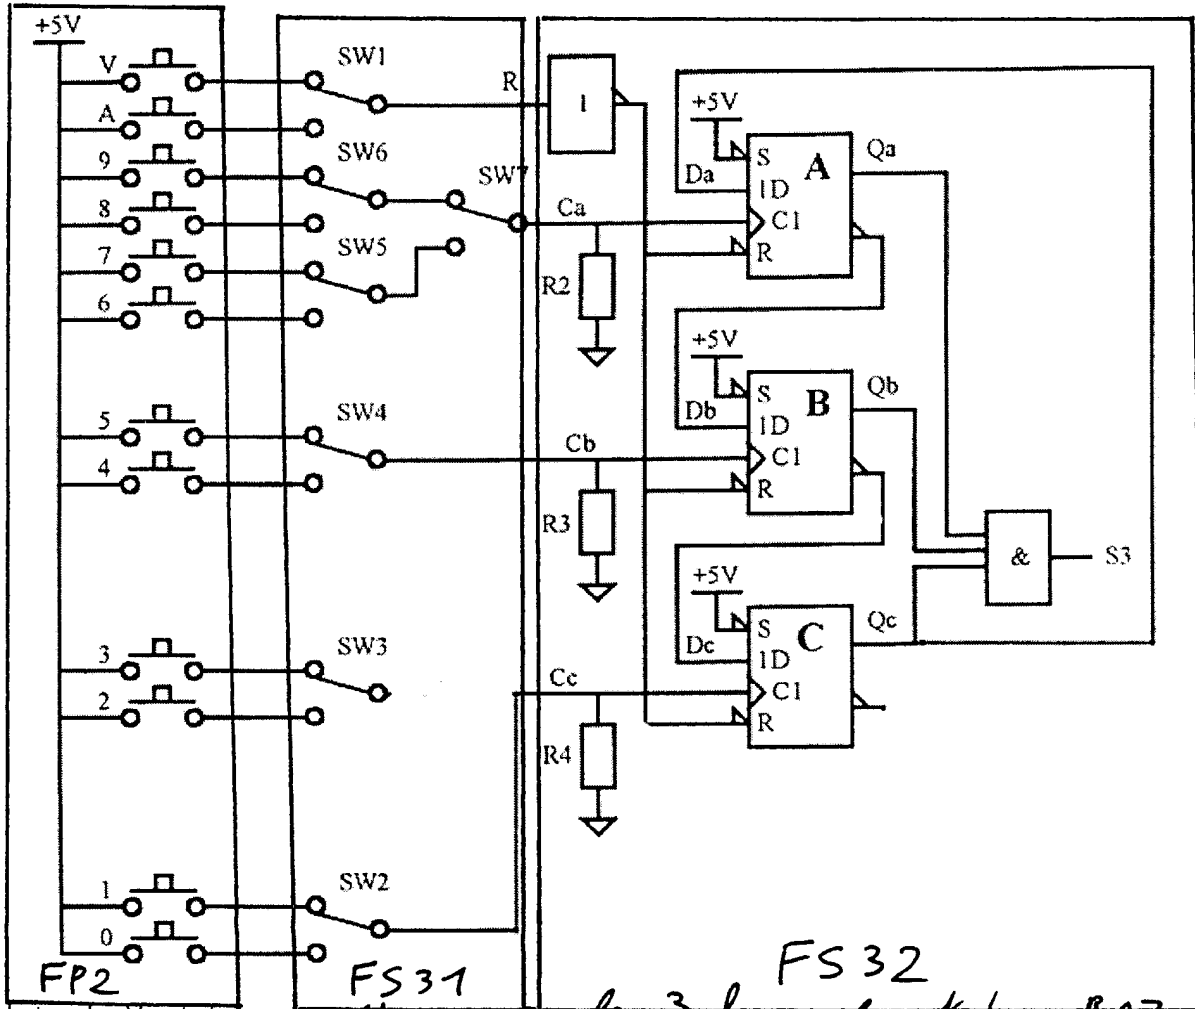 +5V
V
SW1
R
1
A
9
SW6
SW7
8
Ca
7
SW5
6
R2
+5V
S
A
Qa
Da
1D
C1
R
5
SW4
4
Cb
R3
+5V
S
B
Qb
Db
1D
C1
R
&
S3
3
SW3
2
Cc
R4
+5V
S
C
Qc
Dc
1D
C1
R
1
SW2
0
FP2
FS31
FS32